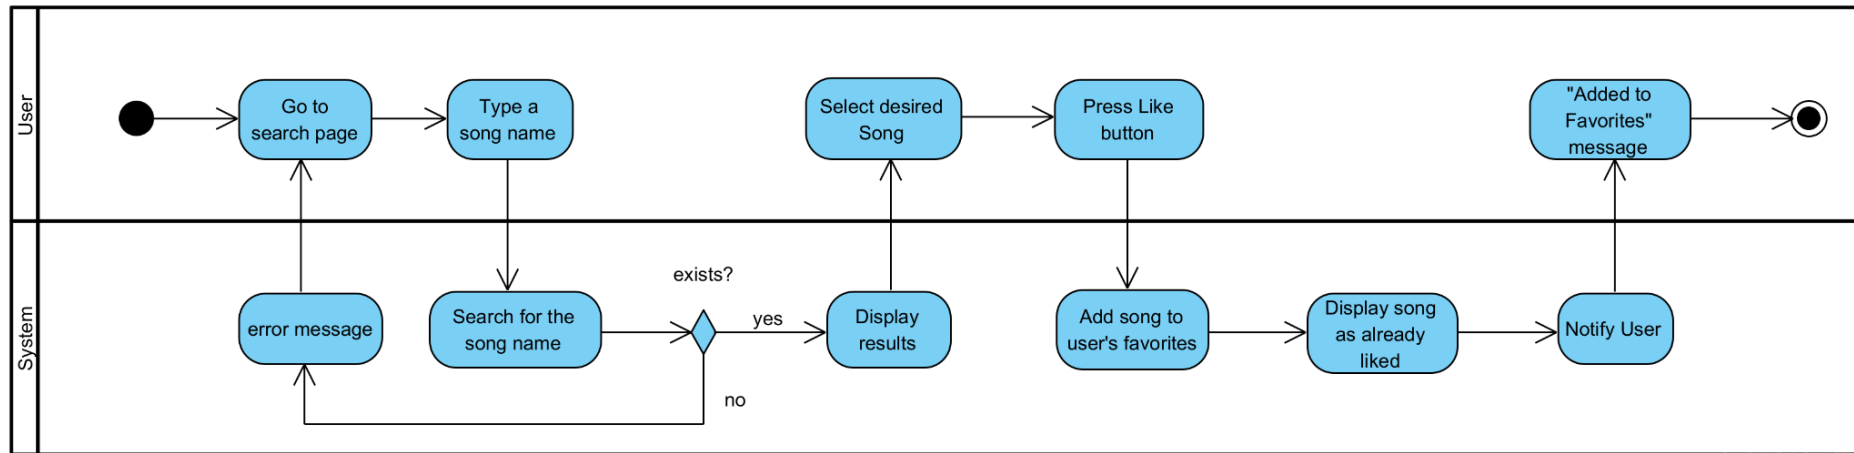 User
Go to
search page
Type a
song name
Select desired
Song
Press Like
button
"Added to
Favorites"
message
System
error message
Search for the
song name
exists?
yes
no
Display
results
Add song to
user's favorites
Display song
as already
liked
Notify User